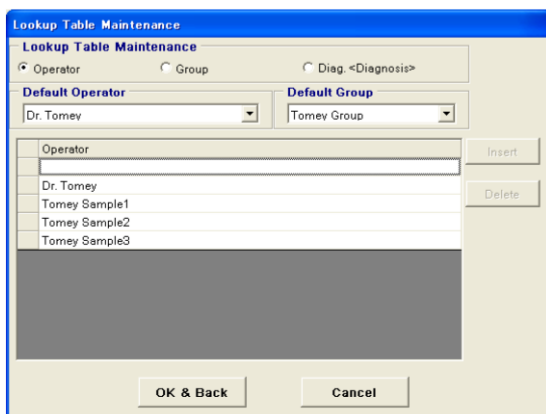 Lookup Table Maintenance
Lookup Table Maintenance
Operator Group Diag. <Diagnosis>
Default Operator Default Group
Dr. Tomey Tomey Group
Operator Insert
Dr. Tomey Delete
Tomey Sample1
Tomey Sample2
Tomey Sample3
OK & Back Cancel